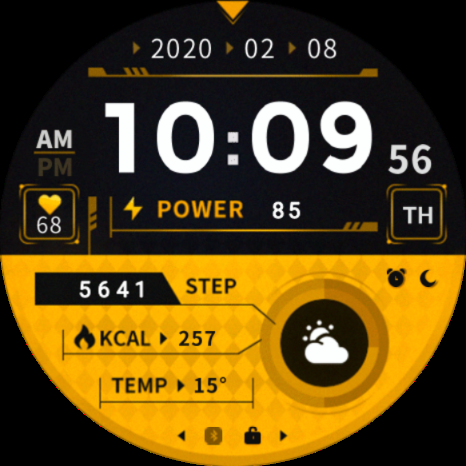 2020 02 08
AM 10:09 56
PM
68 POWER 85 TH
5641 STEP
KCAL 257
TEMP 15°